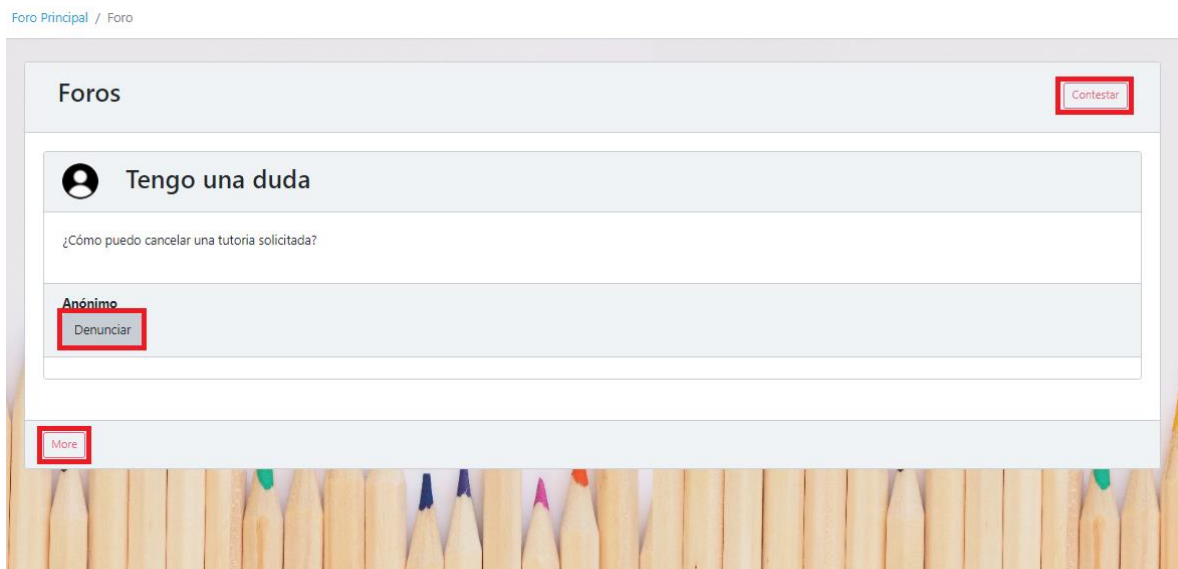 Foro Principal / Foro
Foros
Contestar
Tengo una duda
¿Cómo puedo cancelar una tutoria solicitada?
Anónimo
Denunciar
More